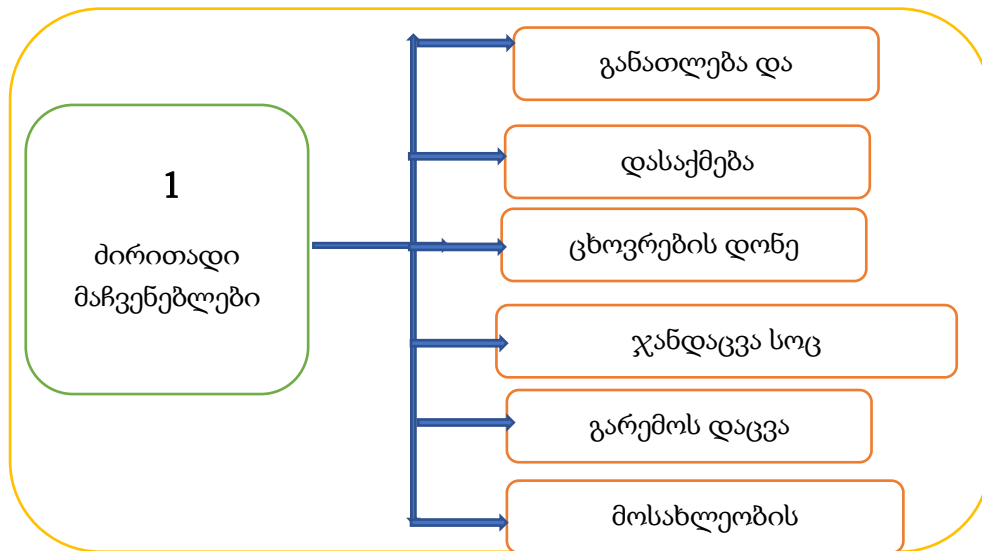 1
ძირითადი
მაჩვენებლები
განათლება და
დასაქმება
ცხოვრების დონე
ჯანდაცვა სოც
გარემოს დაცვა
მოსახლეობის